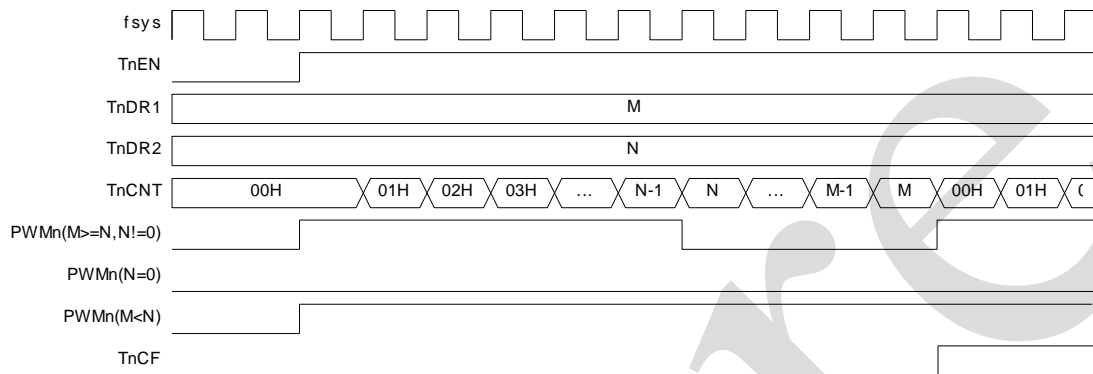 fsys
TnEN
TnDR1 M
TnDR2 N
TnCNT 00H 01H 02H 03H ... N-1 N ... M-1 M 00H 01H
PWMn(M>=N,N!=0)
PWMn(N=0)
PWMn(M<N)
TnCF